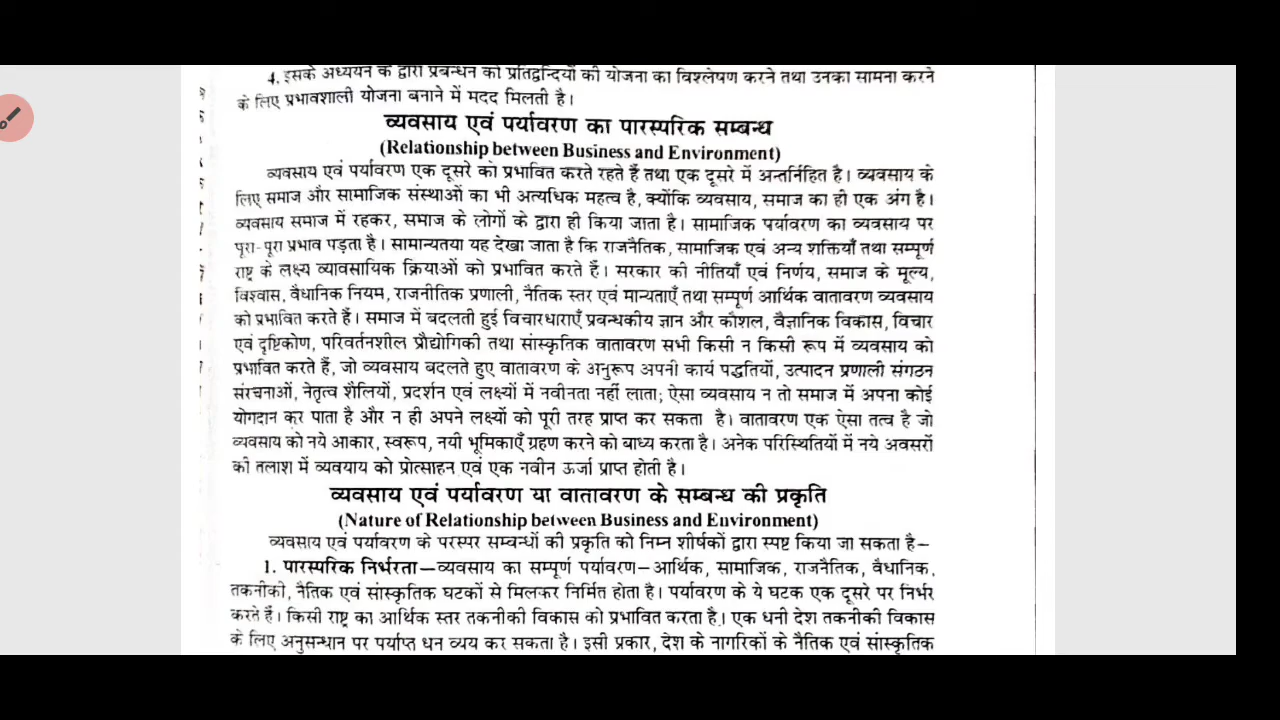 4. इसके अध्ययन के द्वारा प्रबन्धन को प्रतिद्वन्दियों की योजना का विश्लेषण करने तथा उनका सामना करने
के लिए प्रभावशाली योजना बनाने में मदद मिलती है।
व्यवसाय एवं पर्यावरण का पारस्परिक सम्बन्ध
(Relationship between Business and Environment)
व्यवसाय एवं पर्यावरण एक दूसरे को प्रभावित करते रहते हैं तथा एक दूसरे में अन्तर्निहित है। व्यवसाय के
लिए समाज और सामाजिक संस्थाओं का भी अत्यधिक महत्व है, क्योंकि व्यवसाय, समाज का ही एक अंग है।
व्यवसाय समाज में रहकर, समाज के लोगों के द्वारा ही किया जाता है। सामाजिक पर्यावरण का व्यवसाय पर
पूरा-पूरा प्रभाव पड़ता है। सामान्यतया यह देखा जाता है कि राजनैतिक, सामाजिक एवं अन्य शक्तियाँ तथा सम्पूर्ण
राष्ट्र के लक्ष्य व्यावसायिक क्रियाओं को प्रभावित करते हैं। सरकार की नीतियाँ एवं निर्णय, समाज के मूल्य,
विश्वास, वैधानिक नियम, राजनीतिक प्रणाली, नैतिक स्तर एवं मान्यताएँ तथा सम्पूर्ण आर्थिक वातावरण व्यवसाय
को प्रभावित करते हैं। समाज में बदलती हुई विचारधाराएँ प्रवन्धकीय ज्ञान और कौशल, वैज्ञानिक विकास, विचार
एवं दृष्टिकोण, परिवर्तनशील प्रौद्योगिकी तथा सांस्कृतिक वातावरण सभी किसी न किसी रूप में व्यवसाय को
प्रभावित करते हैं, जो व्यवसाय बदलते हुए वातावरण के अनुरूप अपनी कार्य पद्धतियों, उत्पादन प्रणाली संगठन
संरचनाओं, नेतृत्व शैलियों, प्रदर्शन एवं लक्ष्यों में नवीनता नहीं लाता; ऐसा व्यवसाय न तो समाज में अपना कोई
योगदान कर पाता है और न ही अपने लक्ष्यों को पूरी तरह प्राप्त कर सकता है। वातावरण एक ऐसा तत्व है जो
व्यवसाय को नये आकार, स्वरूप, नयी भूमिकाएँ ग्रहण करने को बाध्य करता है। अनेक परिस्थितियों में नये अवसरों
की तलाश में व्यवयाय को प्रोत्साहन एवं एक नवीन ऊर्जा प्राप्त होती है।
व्यवसाय एवं पर्यावरण या वातावरण के सम्बन्ध की प्रकृति
(Nature of Relationship between Business and Environment)
व्यवसाय एवं पर्यावरण के परस्पर सम्वन्धों की प्रकृति को निम्न शीर्षकों द्वारा स्पष्ट किया जा सकता है–
1. पारस्परिक निर्भरता–व्यवसाय का सम्पूर्ण पर्यावरण–आर्थिक, सामाजिक, राजनैतिक, वैधानिक,
तकनीकी, नैतिक एवं सांस्कृतिक घटकों से मिलकर निर्मित होता है। पर्यावरण के ये घटक एक दूसरे पर निर्भर
करते हैं। किसी राष्ट्र का आर्थिक स्तर तकनीकी विकास को प्रभावित करता है। एक धनी देश तकनीकी विकास
के लिए अनुसन्धान पर पर्याप्त धन व्यय कर सकता है। इसी प्रकार, देश के नागरिकों के नैतिक एवं सांस्कृतिक